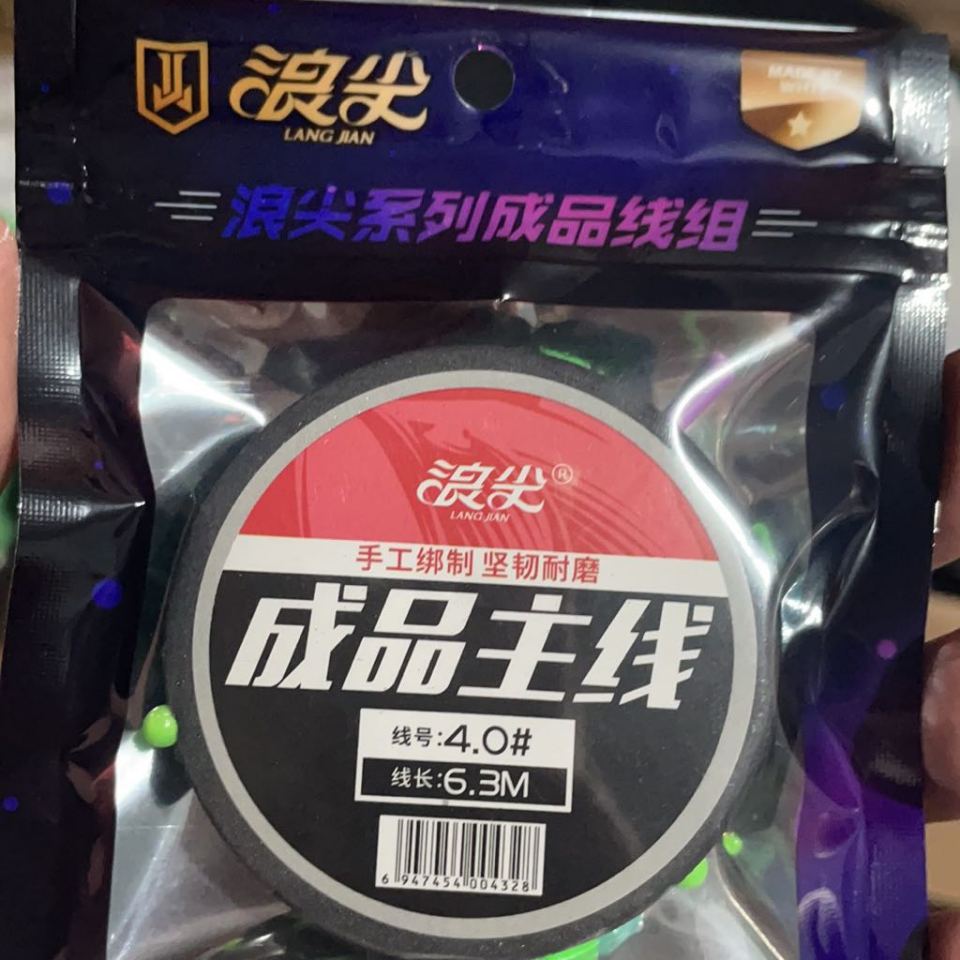 浪尖
LANG JIAN
MADE BY
浪尖系列成品线组
浪尖®
LANG JIAN
手工绑制 坚韧耐磨
成品主线
线号:4.0#
线长:6.3M
6 947454 004328